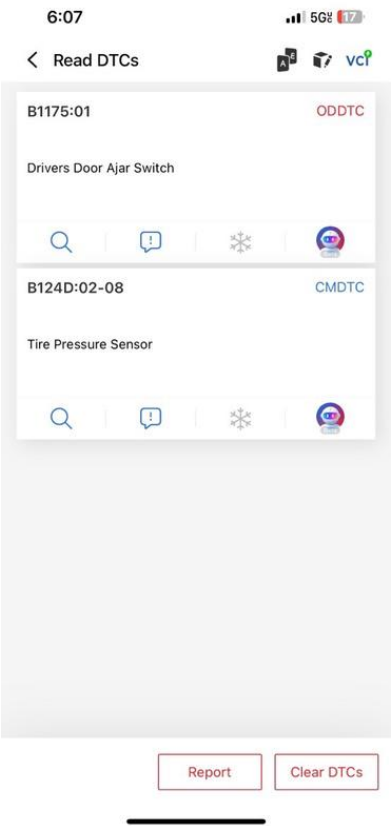 6:07
5G 17
Read DTCs
A
VCI
B1175:01
ODDTC
Drivers Door Ajar Switch
B124D:02-08
CMDTC
Tire Pressure Sensor
Report
Clear DTCs